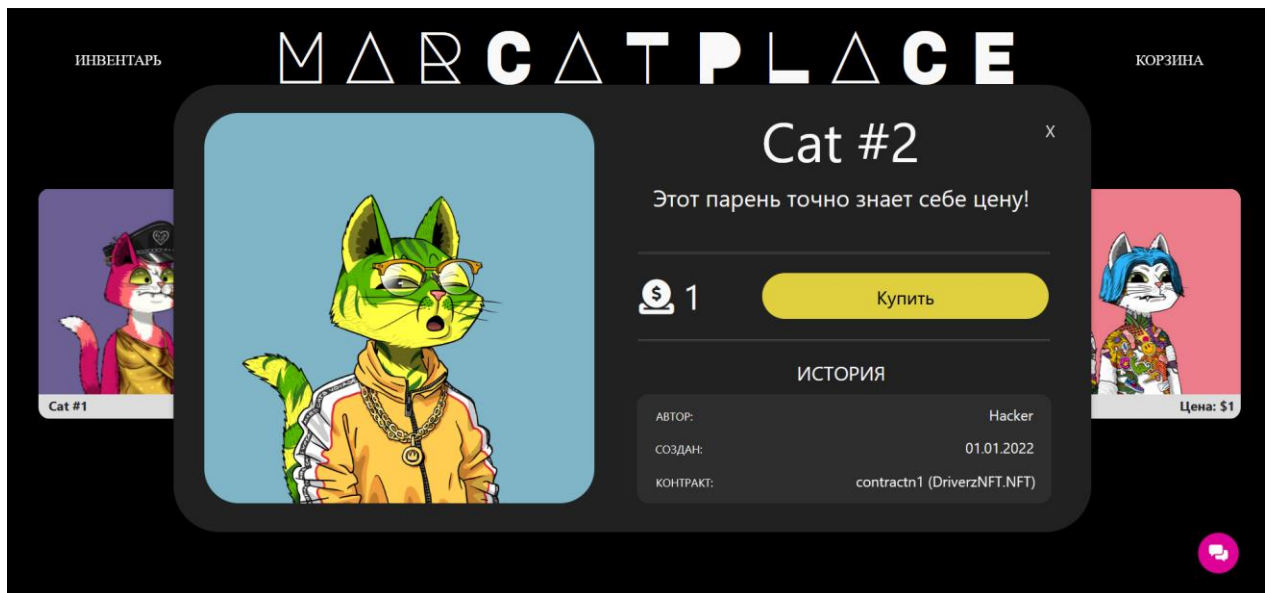 ИНВЕНТАРЬ
MARCATPLACE
КОРЗИНА
Cat #2
X
Этот парень точно знает себе цену!
$ 1
Купить
ИСТОРИЯ
АВТОР: Hacker
СОЗДАН: 01.01.2022
КОНТРАКТ: contractn1 (DriverzNFT.NFT)
Cat #1
Цена: $1